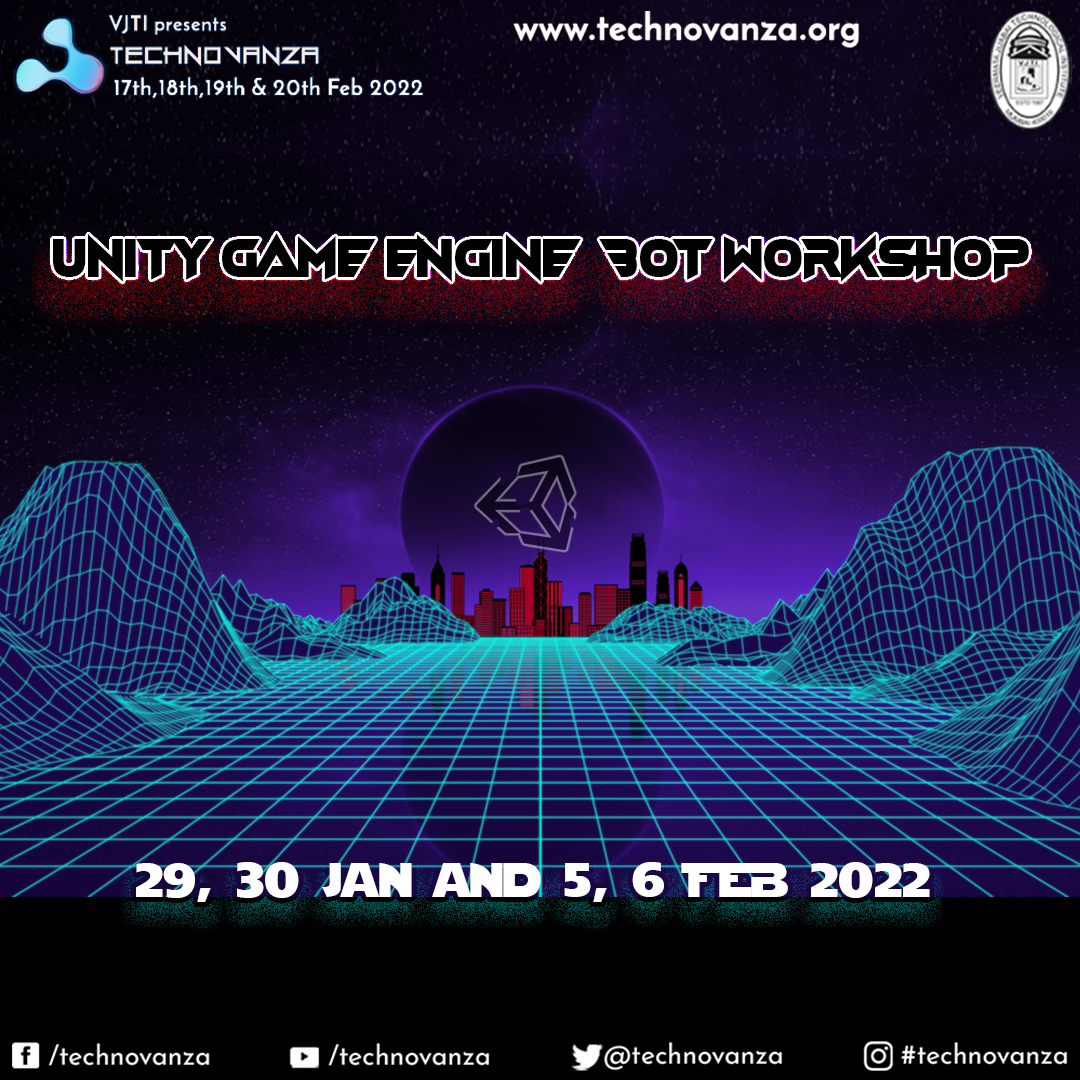 VJTI presents
TECHNOVANZA
17th,18th,19th & 20th Feb 2022
www.technovanza.org
UNITY GAME ENGINE BOT WORKSHOP
29, 30 JAN AND 5, 6 FEB 2022
/technovanza
/technovanza
@technovanza
#technovanza